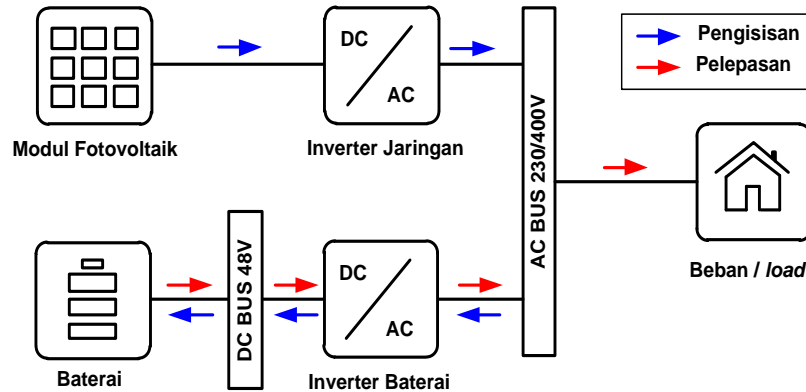 DC
AC
Pengisisan
Pelepasan
Modul Fotovoltaik
Inverter Jaringan
AC BUS 230/400V
DC BUS 48V
DC
AC
Beban / load
Baterai
Inverter Baterai